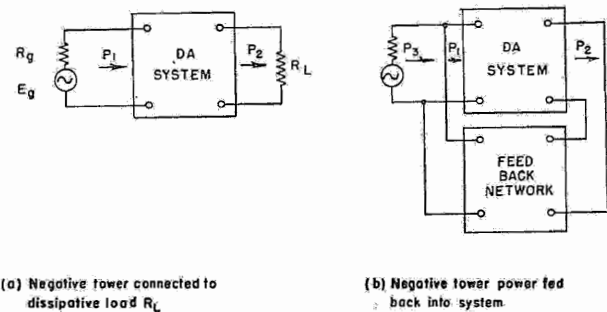 Rg
Eg
P1
DA
SYSTEM
P2
RL
P3
P1
DA
SYSTEM
P2
FEED
BACK
NETWORK
(a) Negative tower connected to
dissipative load RL
(b) Negative tower power fed
back into system